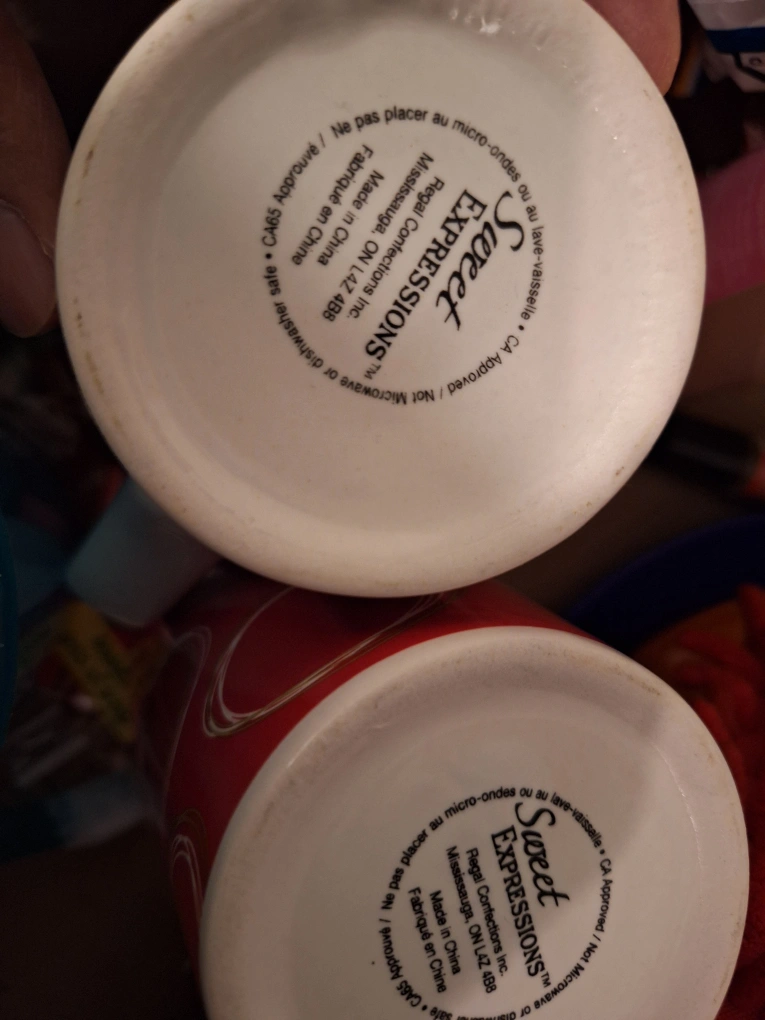 Sweet
EXPRESSIONS™
Regal Confections Inc.
Mississauga, ON L4Z 4B8
Made in China
Fabriqué en Chine
Ne pas placer au micro-ondes ou au lave-vaisselle • CA Approved / Not Microwave or dishwasher safe • CA65 Approuvé /
Sweet
EXPRESSIONS™
Regal Confections Inc.
Mississauga, ON L4Z 4B8
Made in China
Fabriqué en Chine
Ne pas placer au micro-ondes ou au lave-vaisselle • CA Approved / Not Microwave or safe • CA65 Approuvé /